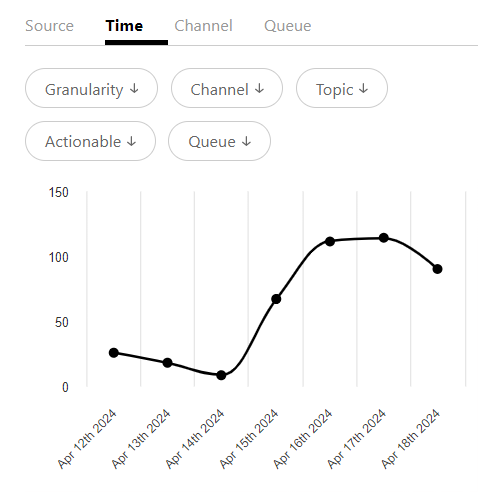 Source Time Channel Queue
Granularity ↓ Channel ↓ Topic ↓
Actionable ↓ Queue ↓
150
100
50
0
Apr 12th 2024 Apr 13th 2024 Apr 14th 2024 Apr 15th 2024 Apr 16th 2024 Apr 17th 2024 Apr 18th 2024